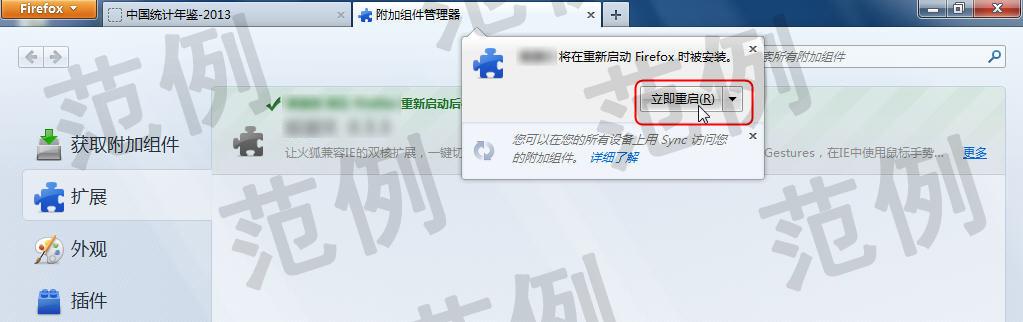 Firefox
中国统计年鉴-2013
附加组件管理器
将在重新启动 Firefox 时被安装。
索所有附加组件
立即重启(R)
重新启动后
获取附加组件
您可以在您的所有设备上用 Sync 访问您
的附加组件。 详细了解
让火狐兼容IE的双核扩展，一键切
Gestures，在IE中使用鼠标手势...
更多
扩展
外观
插件
范例
范例
范例
范例
范例
范例